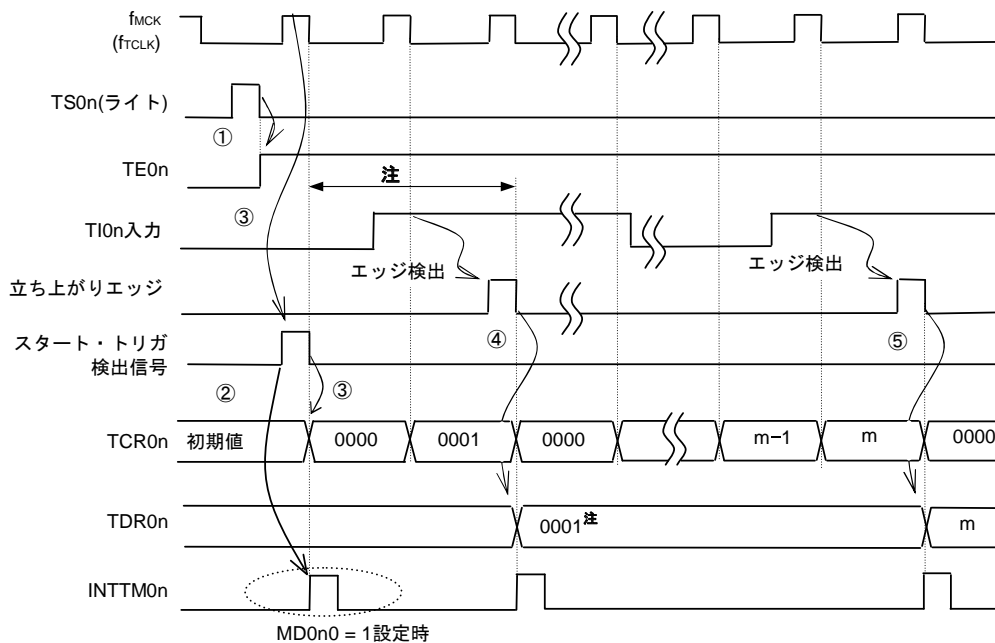 fMCK
(fTCLK)
TS0n(ライト)
①
TE0n
注
③
TI0n入力
エッジ検出
エッジ検出
立ち上がりエッジ
④
⑤
スタート・トリガ
検出信号
②
③
TCR0n
初期値
0000
0001
0000
m−1
m
0000
TDR0n
0001注
m
INTTM0n
MD0n0 = 1設定時